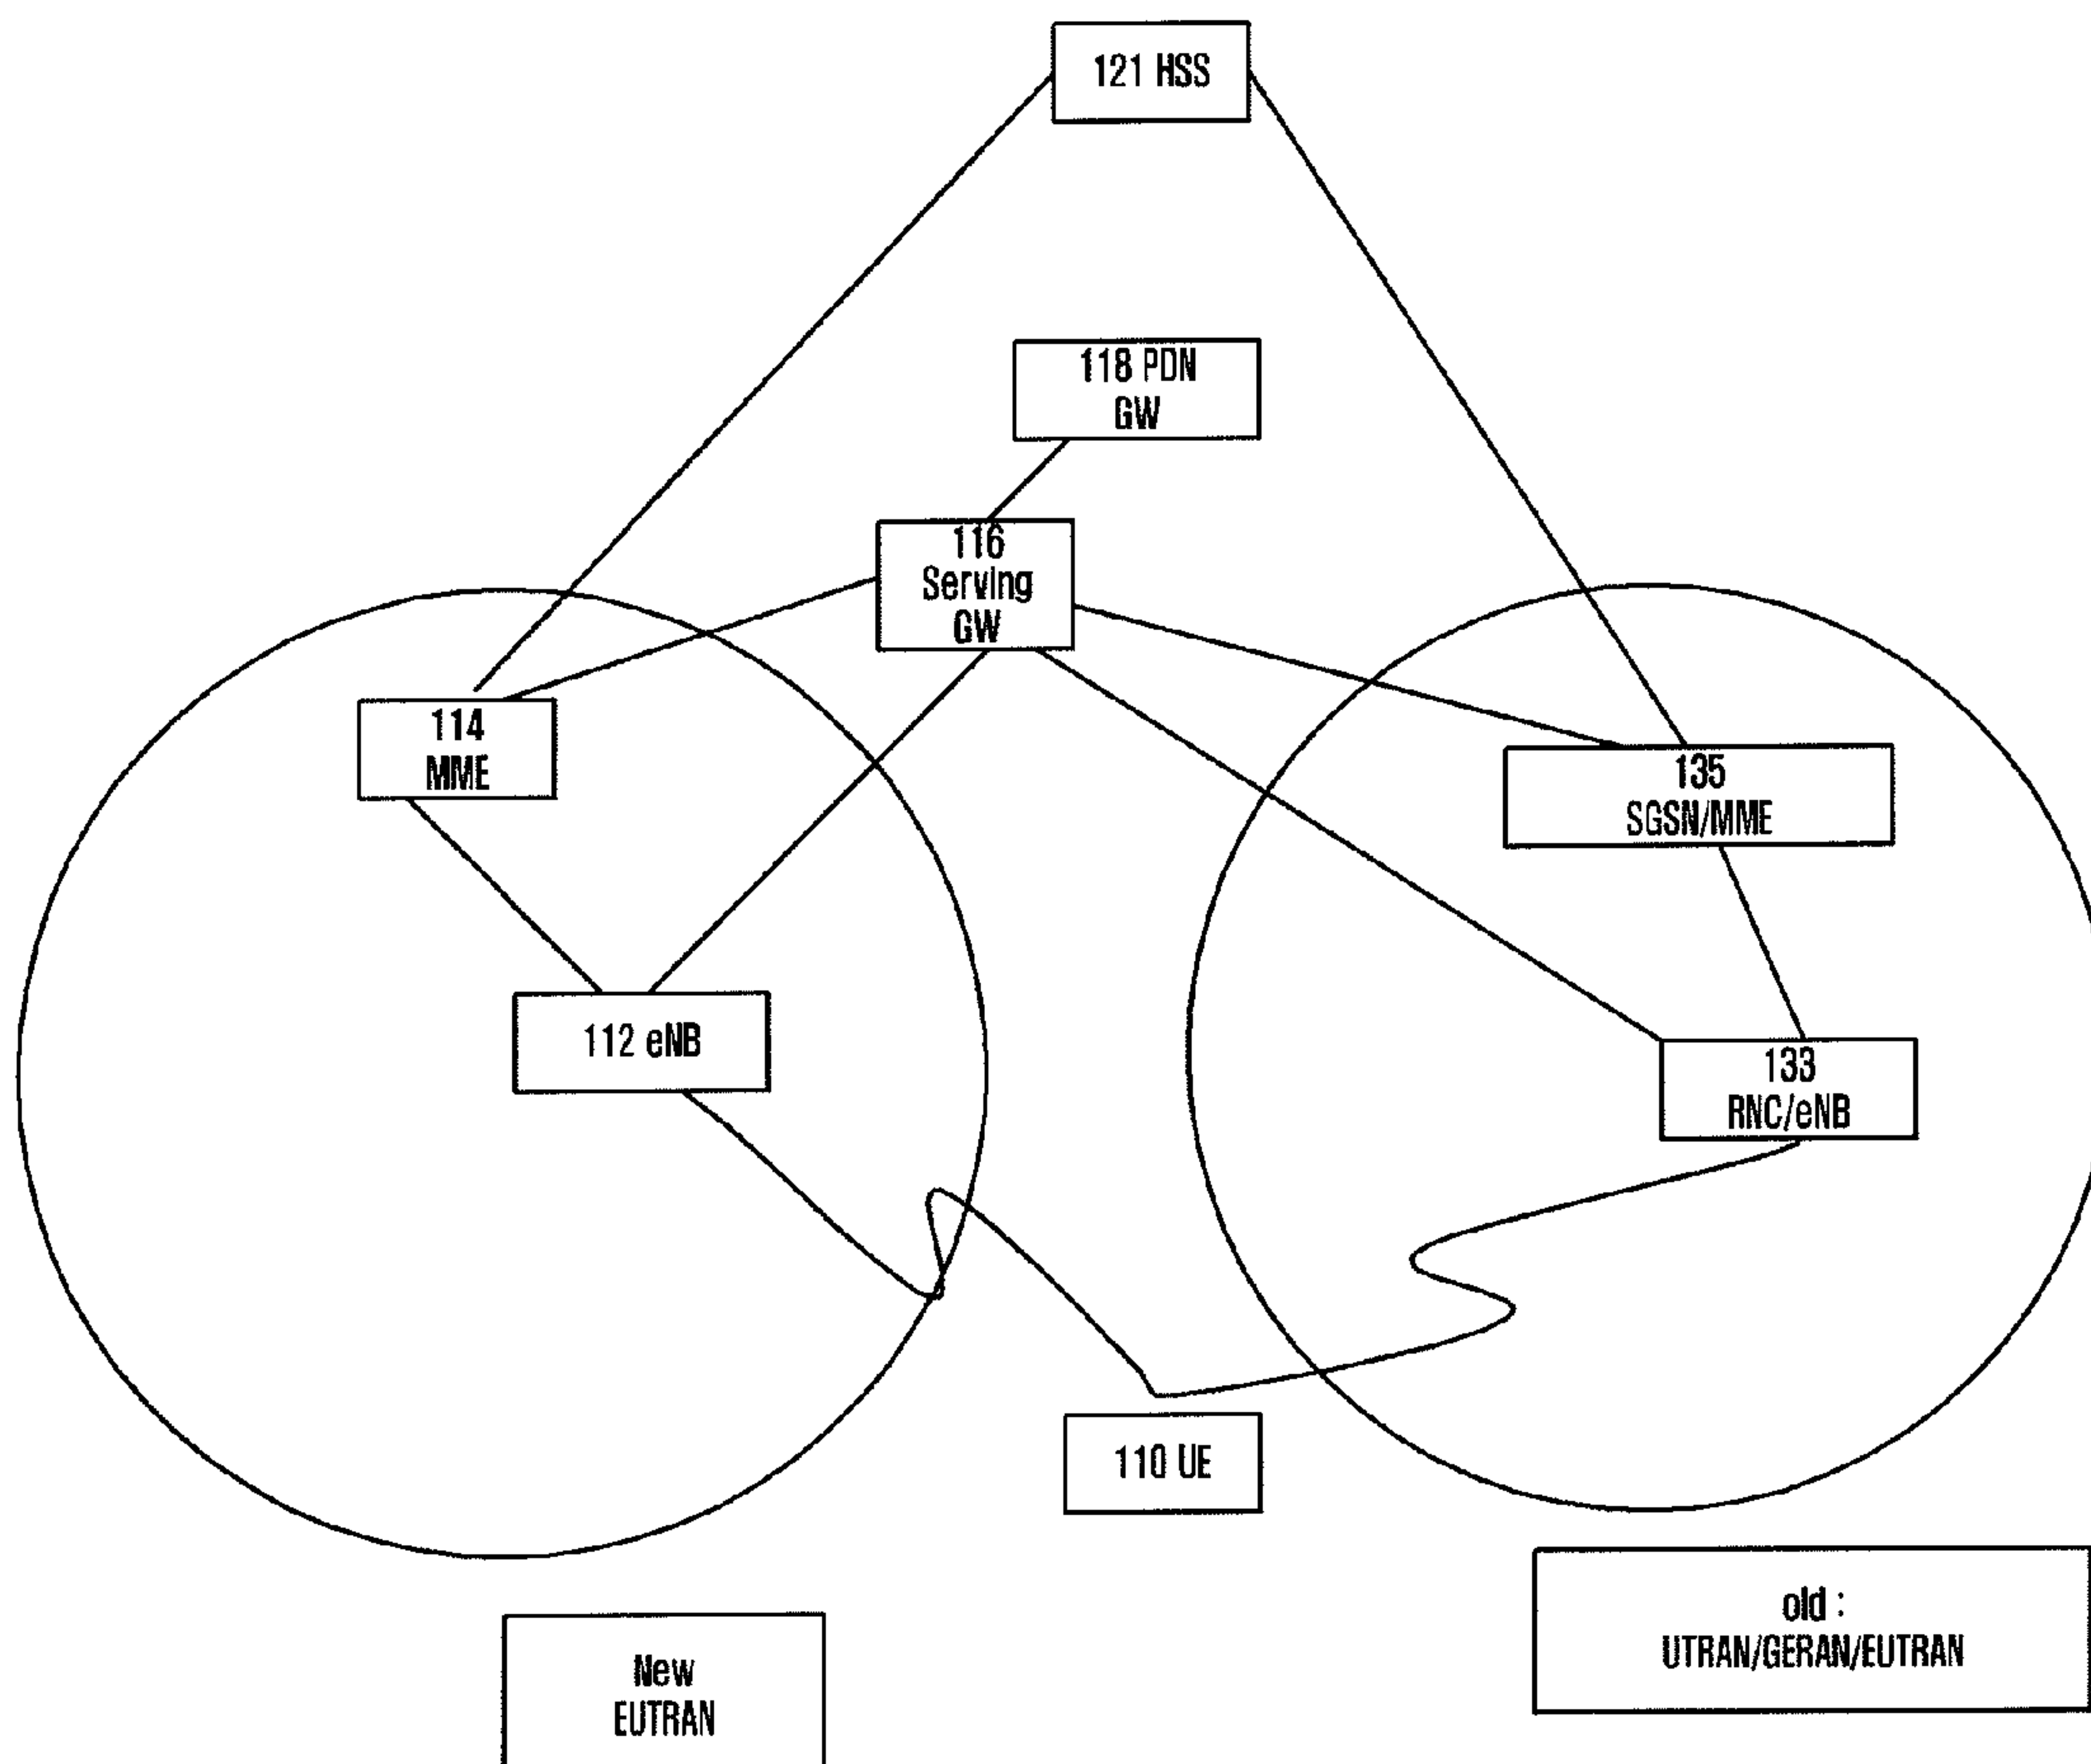 121 HSS
118 PDN
GW
116
Serving
GW
114
MME
135
SGSN/MME
112 eNB
133
RNC/eNB
110 UE
old :
UTRAN/GERAN/EUTRAN
New
EUTRAN